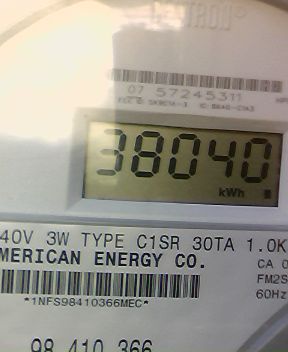 07 57245311
38040
kWh
40V 3W TYPE C1SR 30TA 1.0K
MERICAN ENERGY CO.
CA 0
FM2S
60Hz
*1NFS98410366MEC*
98 410 366